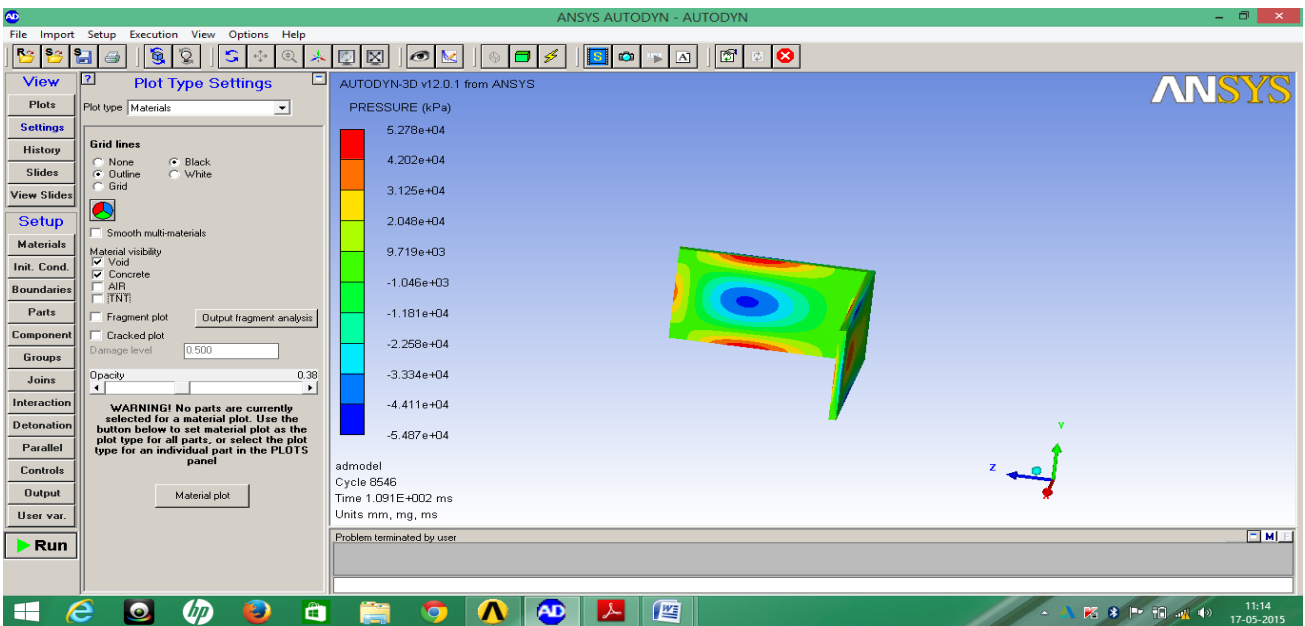 AD
ANSYS AUTODYN - AUTODYN
File Import Setup Execution View Options Help
View
Plots
Settings
History
Slides
View Slides
Setup
Materials
Init. Cond.
Boundaries
Parts
Component
Groups
Joins
Interaction
Detonation
Parallel
Controls
Output
User var.
Run
? Plot Type Settings
Plot type Materials
Grid lines
None Black
Outline White
Grid
Smooth multi-materials
Material visibility
Void
Concrete
AIR
TNT
Fragment plot Output fragment analysis
Cracked plot
Damage level 0.500
Opacity 0.38
WARNING! No parts are currently
selected for a material plot. Use the
button below to set material plot as the
plot type for all parts, or select the plot
type for an individual part in the PLOTS
panel
Material plot
AUTODYN-3D v12.0.1 from ANSYS
ANSYS
PRESSURE (kPa)
5.278e+04
4.202e+04
3.125e+04
2.048e+04
9.719e+03
-1.046e+03
-1.181e+04
-2.258e+04
-3.334e+04
-4.411e+04
-5.487e+04
Y
Z
admodel
Cycle 8546
Time 1.091E+002 ms
Units mm, mg, ms
Problem terminated by user
M
hp
AD
11:14
17-05-2015